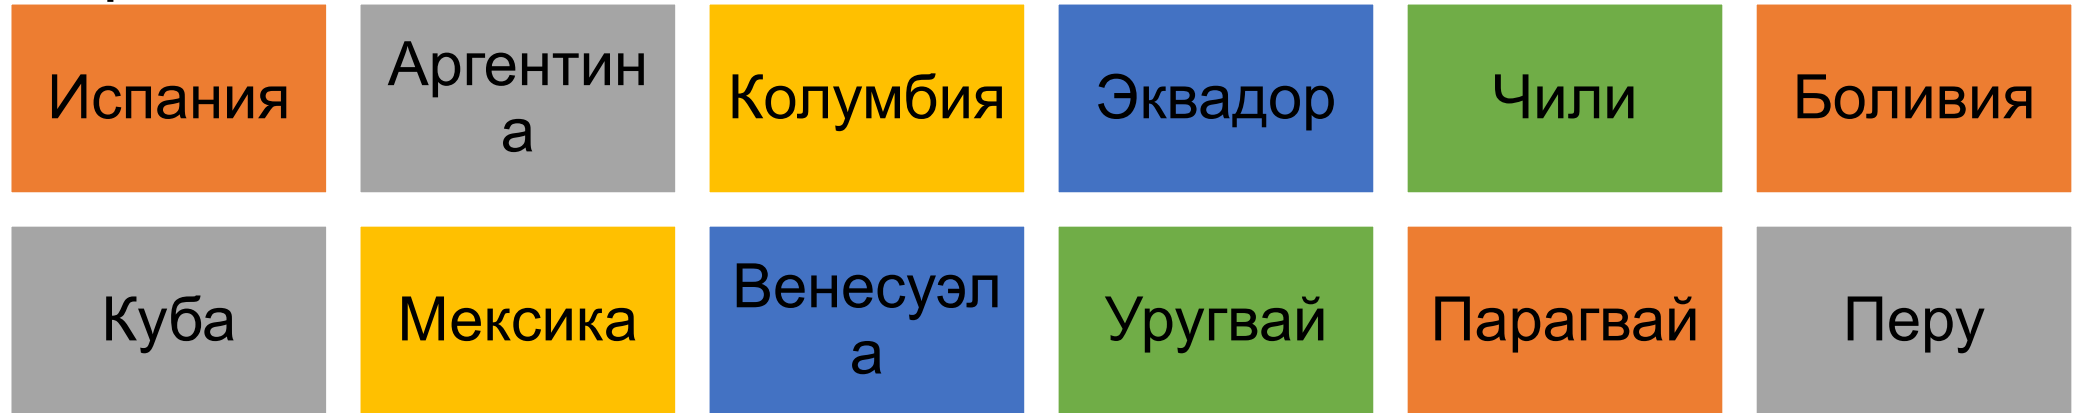 Испания
Аргентин
а
Колумбия
Эквадор
Чили
Боливия
Куба
Мексика
Венесуэл
а
Уругвай
Парагвай
Перу